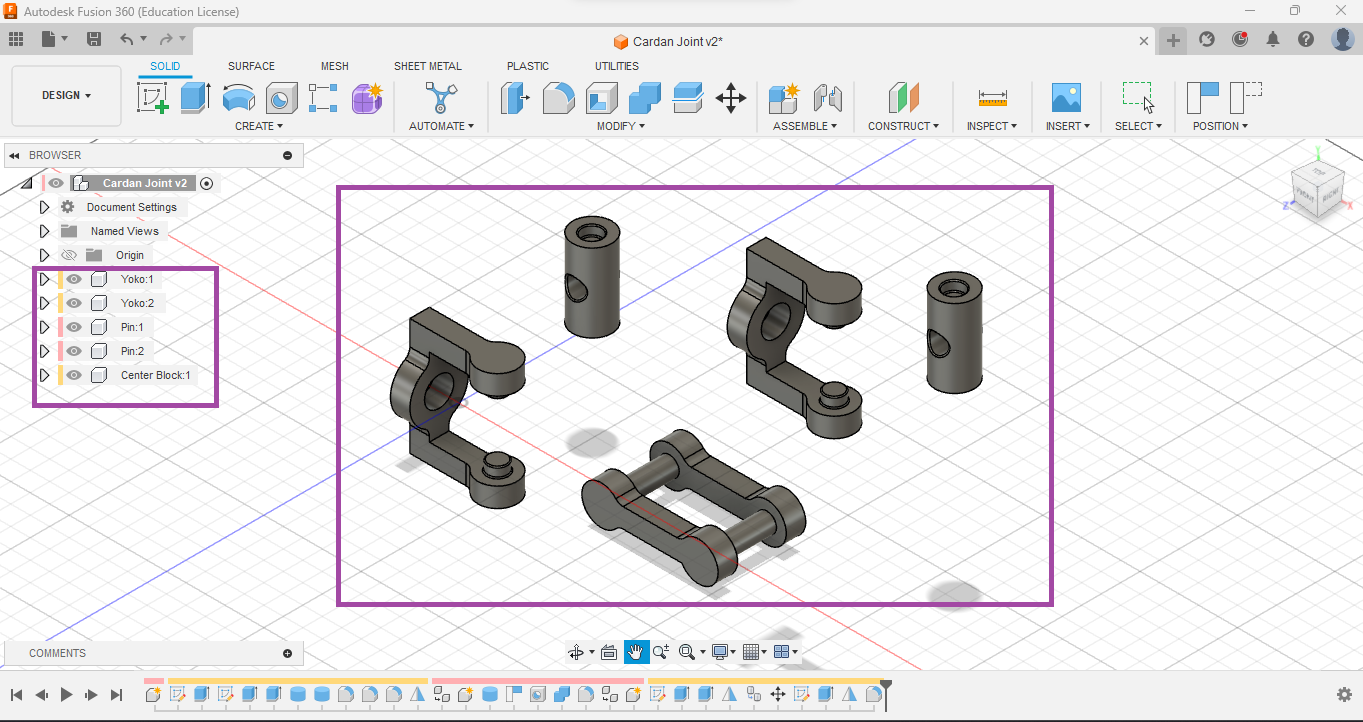 Autodesk Fusion 360 (Education License)
Cardan Joint v2*
SOLID SURFACE MESH SHEET METAL PLASTIC UTILITIES
DESIGN
CREATE AUTOMATE MODIFY ASSEMBLE CONSTRUCT INSPECT INSERT SELECT POSITION
BROWSER
Cardan Joint v2
Document Settings
Named Views
Origin
Yoko:1
Yoko:2
Pin:1
Pin:2
Center Block:1
TOP
FRONT RIGHT
Y
Z X
COMMENTS